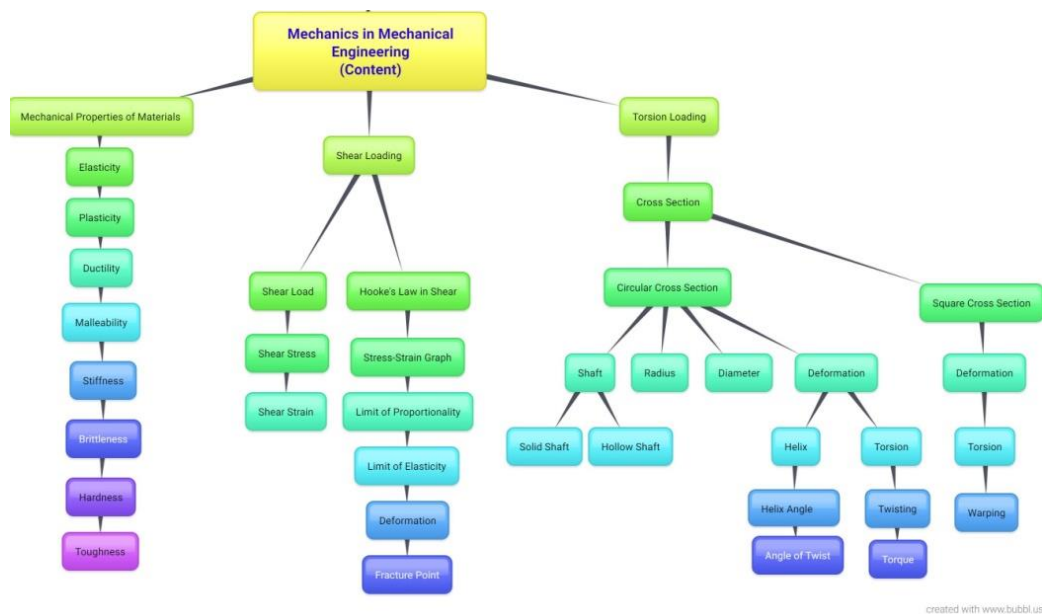 Mechanics in Mechanical
Engineering
(Content)
Mechanical Properties of Materials
Torsion Loading
Shear Loading
Elasticity
Cross Section
Plasticity
Ductility
Shear Load
Hooke's Law in Shear
Circular Cross Section
Square Cross Section
Malleability
Shear Stress
Stress-Strain Graph
Shaft
Radius
Diameter
Deformation
Deformation
Stiffness
Shear Strain
Limit of Proportionality
Brittleness
Solid Shaft
Hollow Shaft
Helix
Torsion
Torsion
Limit of Elasticity
Hardness
Helix Angle
Twisting
Warping
Deformation
Toughness
Angle of Twist
Torque
Fracture Point
created with www.bubbl.us